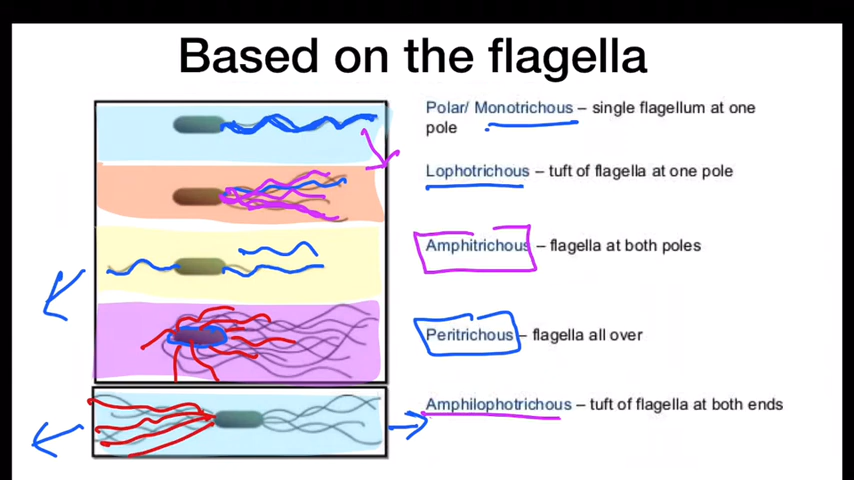 Based on the flagella
Polar/ Monotrichous – single flagellum at one
pole
Lophotrichous – tuft of flagella at one pole
Amphitrichous – flagella at both poles
Peritrichous – flagella all over
Amphilophotrichous – tuft of flagella at both ends